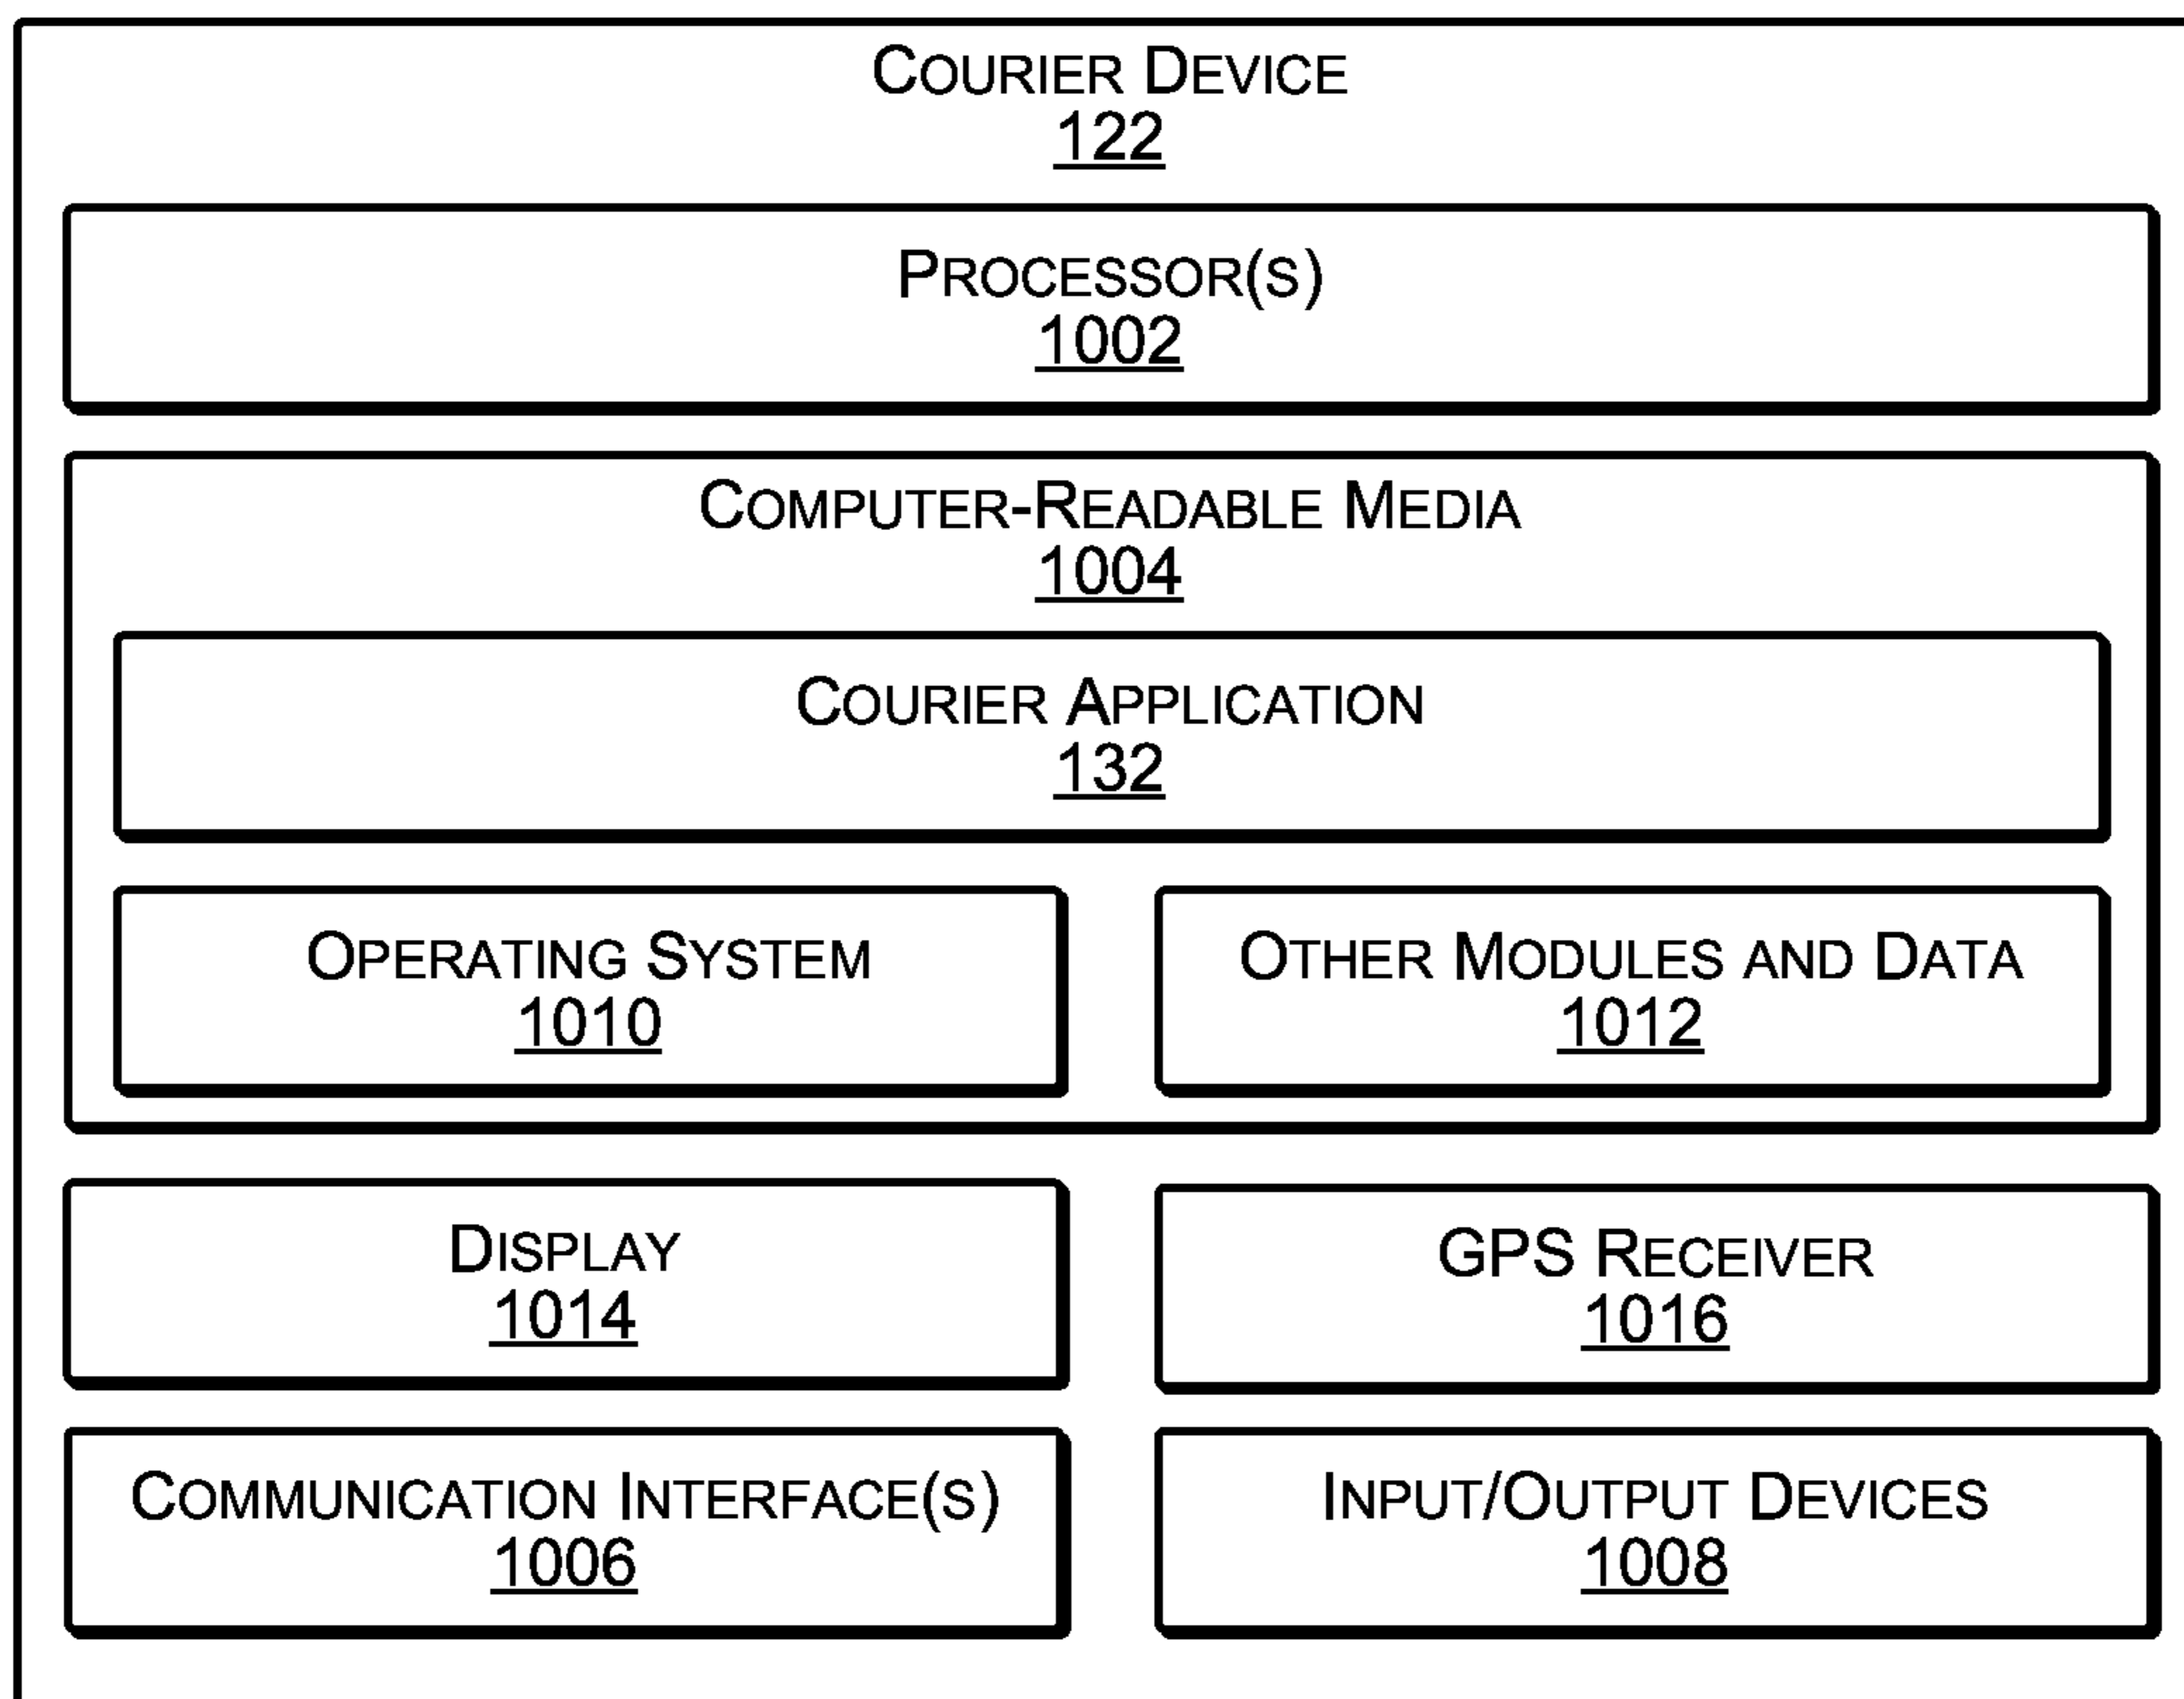 Courier Device
122
Processor(s)
1002
Computer-Readable Media
1004
Courier Application
132
Operating System
1010
Other Modules and Data
1012
Display
1014
GPS Receiver
1016
Communication Interface(s)
1006
Input/Output Devices
1008